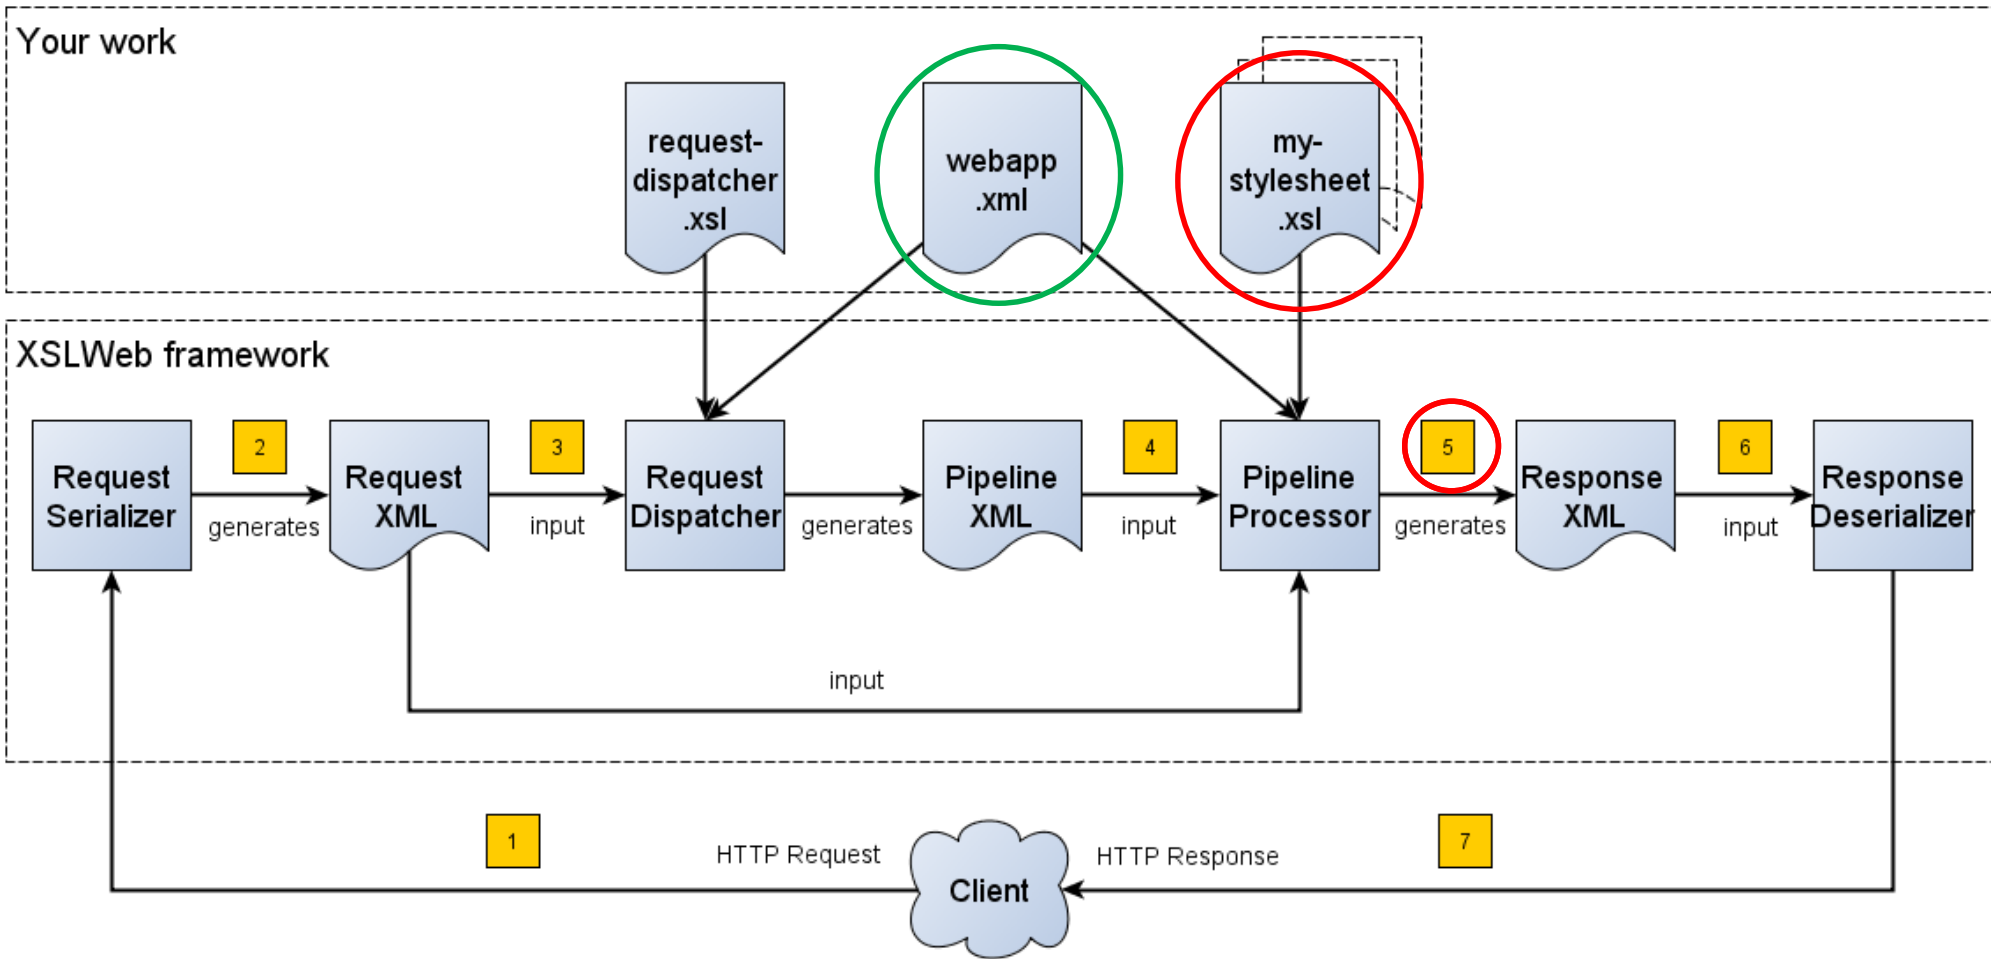 Your work
request-
dispatcher
.xsl
webapp
.xml
my-
stylesheet
.xsl
XSLWeb framework
Request
Serializer
2
generates
Request
XML
3
input
Request
Dispatcher
generates
Pipeline
XML
4
input
Pipeline
Processor
5
generates
Response
XML
6
input
Response
Deserializer
input
1
HTTP Request
Client
HTTP Response
7